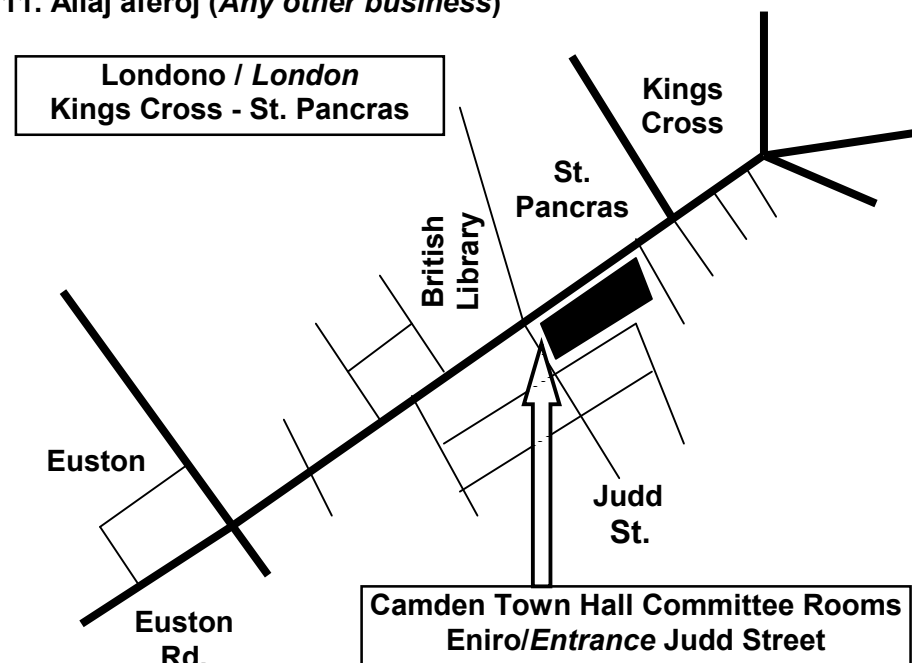 11. Aliaj aferoj (Any other business)
Londono / London
Kings Cross - St. Pancras
Kings
Cross
St.
Pancras
British
Library
Euston
Judd
St.
Euston
Rd.
Camden Town Hall Committee Rooms
Eniro/Entrance Judd Street